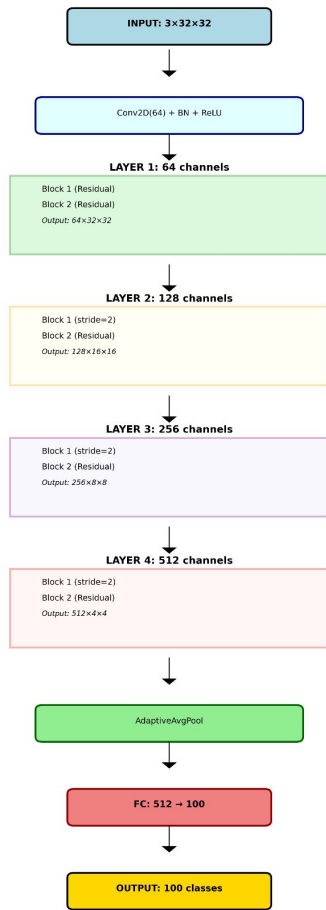 INPUT: 3×32×32
Conv2D(64) + BN + ReLU
LAYER 1: 64 channels
Block 1 (Residual)
Block 2 (Residual)
Output: 64×32×32
LAYER 2: 128 channels
Block 1 (stride=2)
Block 2 (Residual)
Output: 128×16×16
LAYER 3: 256 channels
Block 1 (stride=2)
Block 2 (Residual)
Output: 256×8×8
LAYER 4: 512 channels
Block 1 (stride=2)
Block 2 (Residual)
Output: 512×4×4
AdaptiveAvgPool
FC: 512 → 100
OUTPUT: 100 classes